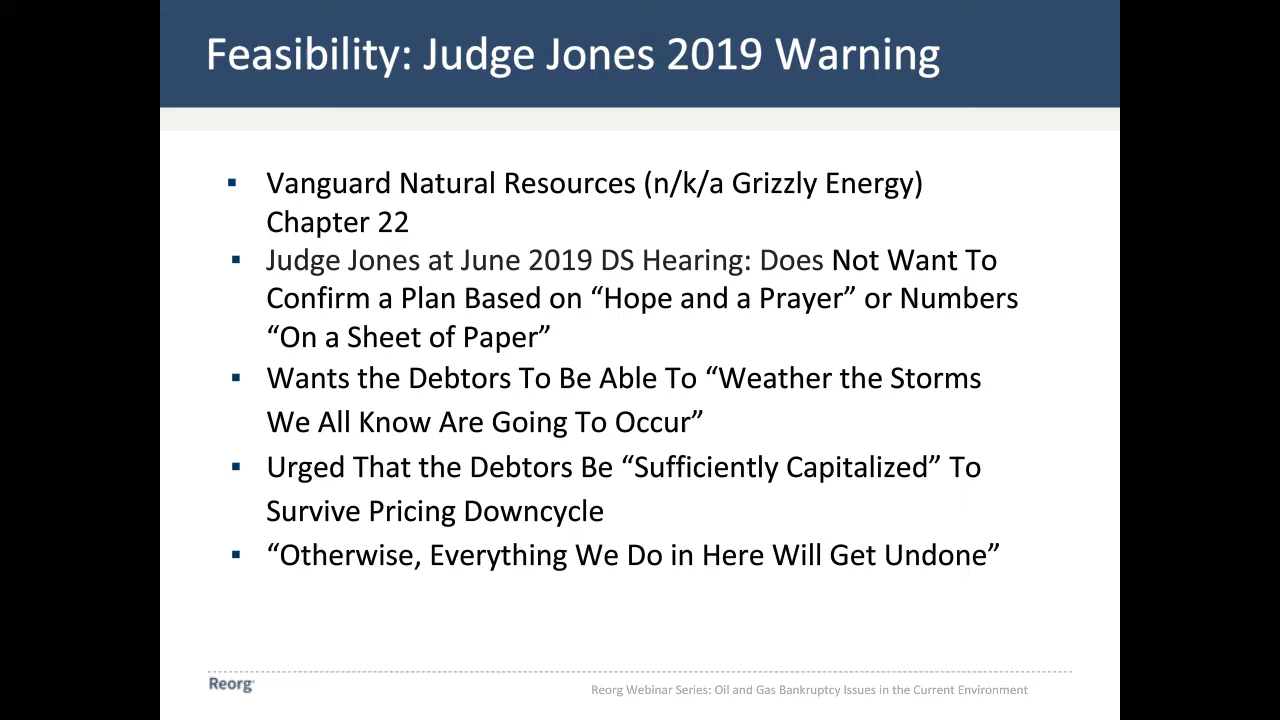 Feasibility: Judge Jones 2019 Warning
▪ Vanguard Natural Resources (n/k/a Grizzly Energy)
Chapter 22
▪ Judge Jones at June 2019 DS Hearing: Does Not Want To
Confirm a Plan Based on “Hope and a Prayer” or Numbers
“On a Sheet of Paper”
▪ Wants the Debtors To Be Able To “Weather the Storms
We All Know Are Going To Occur”
▪ Urged That the Debtors Be “Sufficiently Capitalized” To
Survive Pricing Downcycle
▪ “Otherwise, Everything We Do in Here Will Get Undone”
Reorg
Reorg Webinar Series: Oil and Gas Bankruptcy Issues in the Current Environment